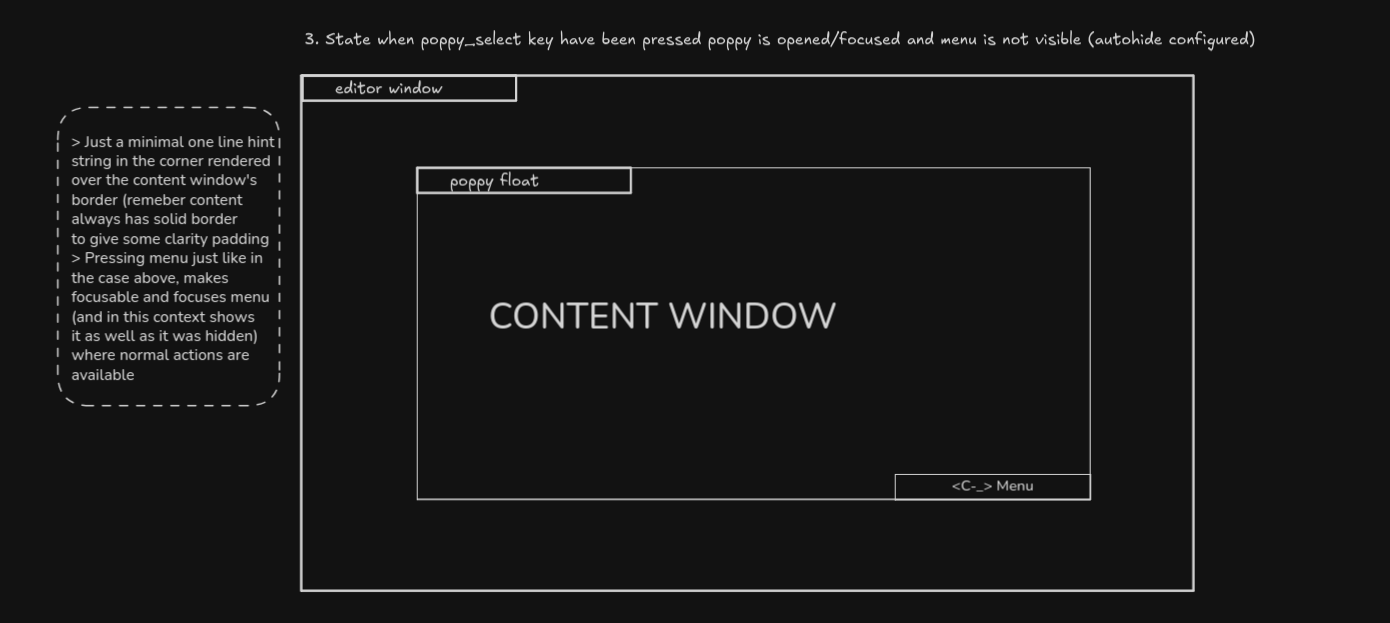 3. State when poppy_select key have been pressed poppy is opened/focused and menu is not visible (autohide configured)
editor window
> Just a minimal one line hint
string in the corner rendered
over the content window's
border (remeber content
always has solid border
to give some clarity padding
> Pressing menu just like in
the case above, makes
focusable and focuses menu
(and in this context shows
it as well as it was hidden)
where normal actions are
available
poppy float
CONTENT WINDOW
<C-_> Menu